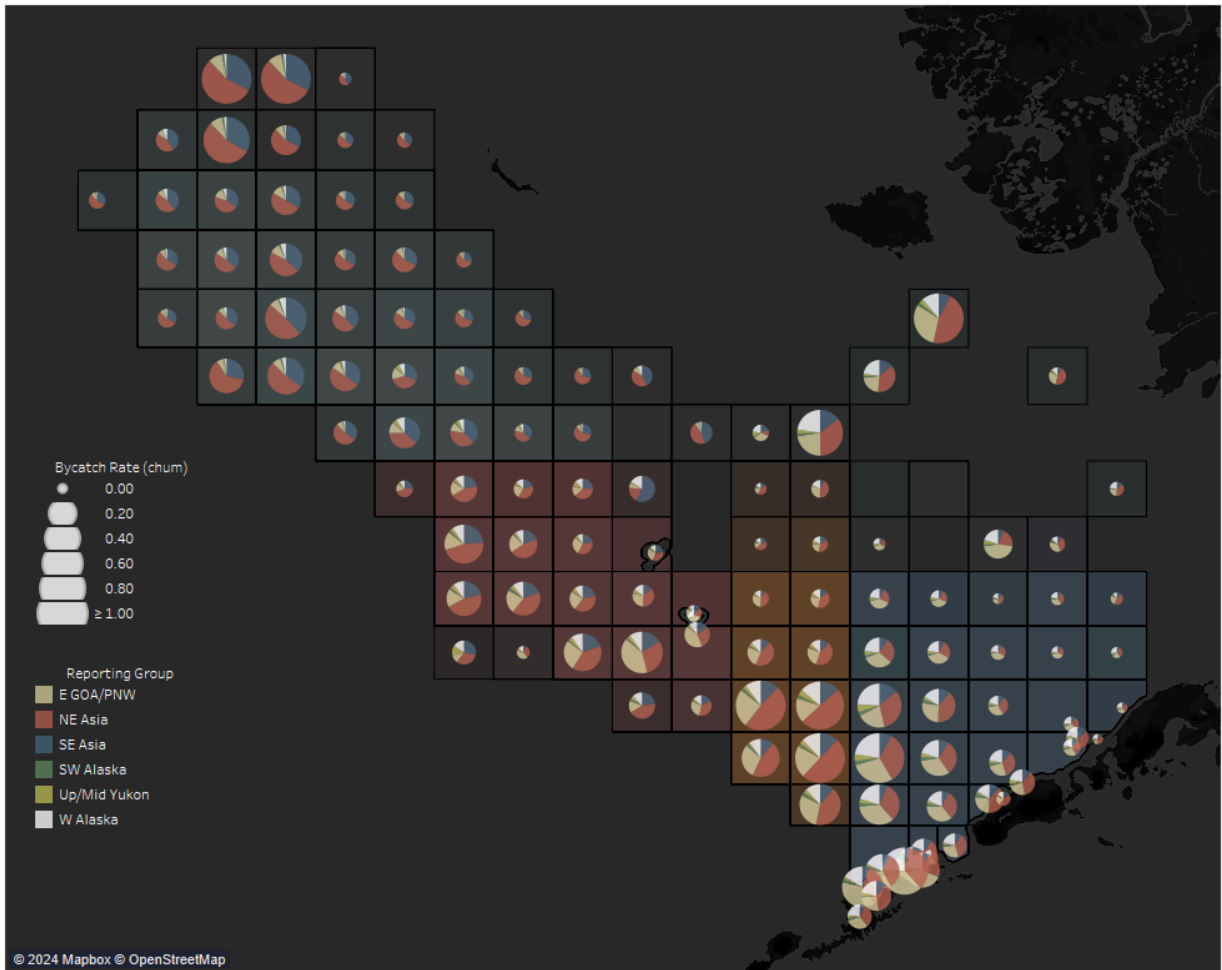 Bycatch Rate (chum)
0.00
0.20
0.40
0.60
0.80
≥ 1.00
Reporting Group
E GOA/PNW
NE Asia
SE Asia
SW Alaska
Up/Mid Yukon
W Alaska
© 2024 Mapbox © OpenStreetMap